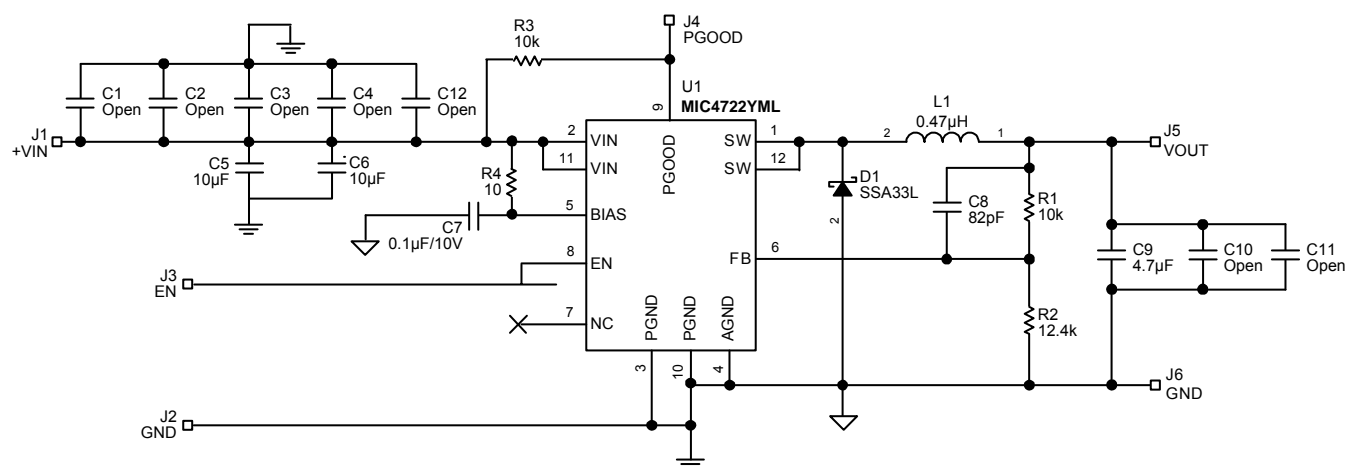 J4
PGOOD
R3
10k
U1
MIC4722YML
C1
Open
C2
Open
C3
Open
C4
Open
C12
Open
J1
+VIN
C5
10µF
C6
10µF
R4
10
C7
0.1µF/10V
J3
EN
J2
GND
9
PGOOD
2
VIN
11
VIN
5
BIAS
8
EN
7
NC
PGND
3
PGND
10
AGND
4
SW
1
SW
12
FB
6
L1
0.47µH
2
1
D1
SSA33L
2
C8
82pF
R1
10k
R2
12.4k
J5
VOUT
C9
4.7µF
C10
Open
C11
Open
J6
GND